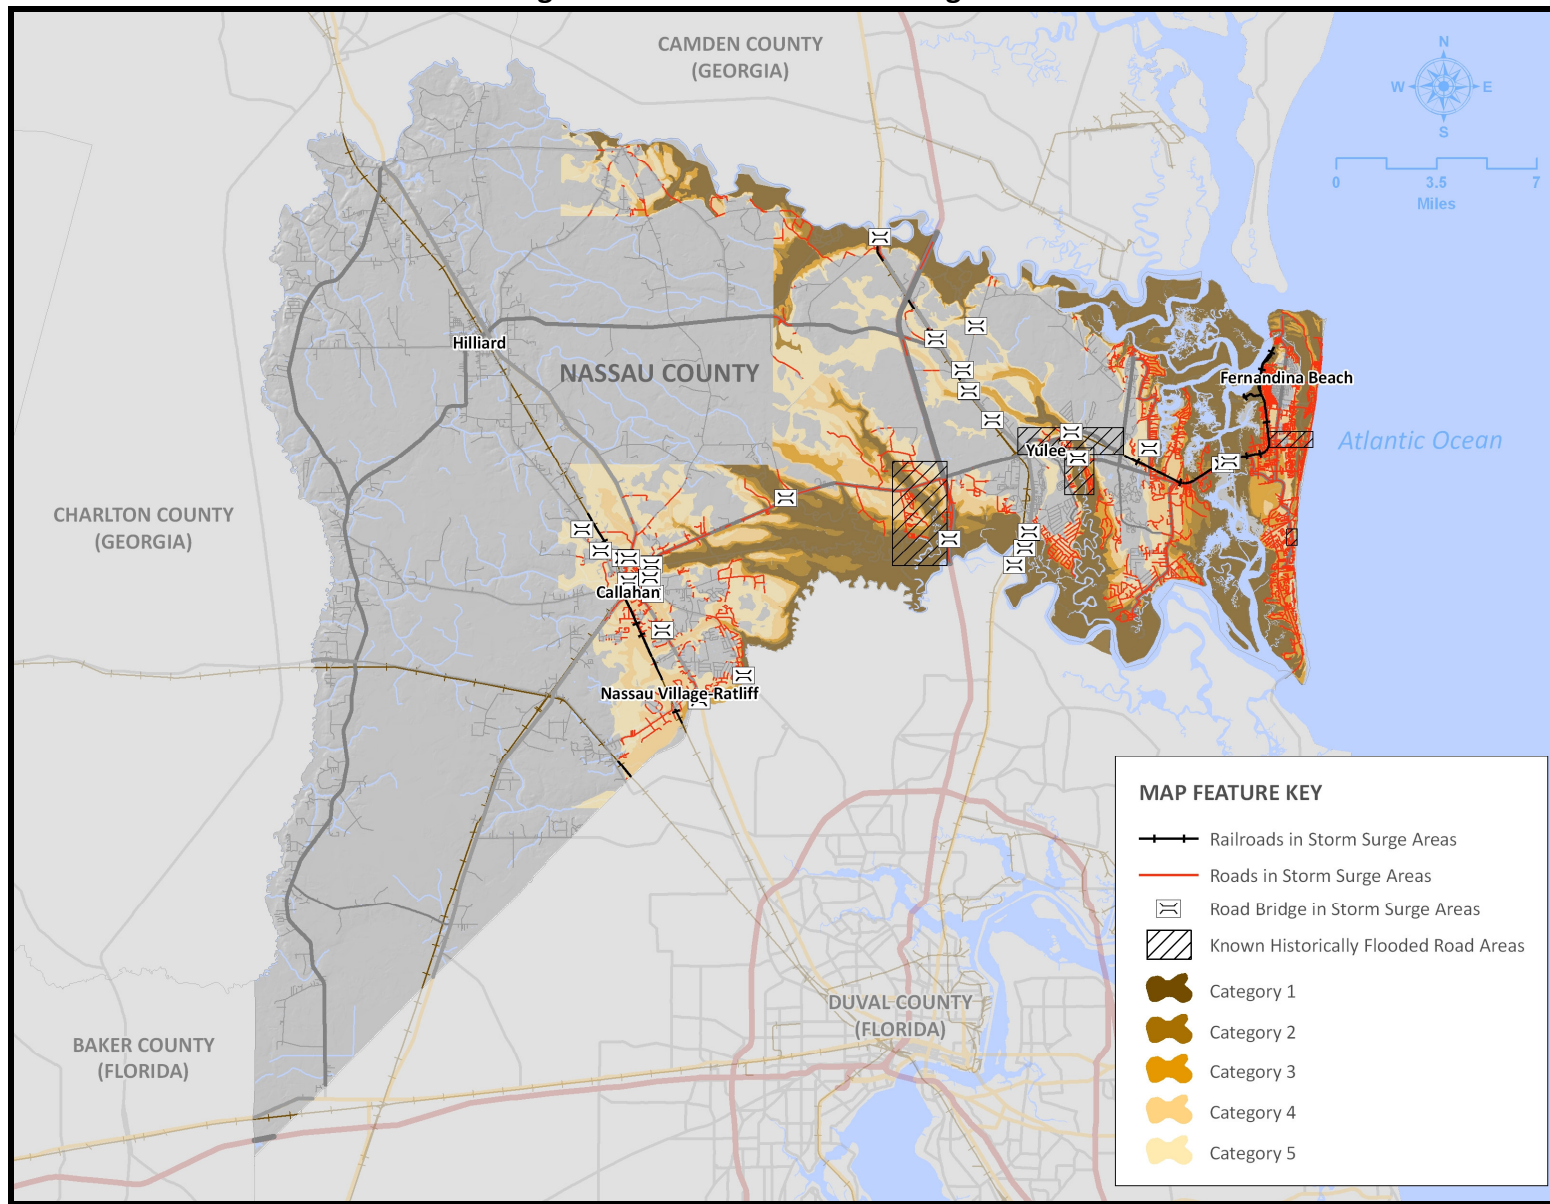 CAMDEN COUNTY
(GEORGIA)
N
W
E
S
0
3.5
7
Miles
Hilliard
NASSAU COUNTY
Fernandina Beach
Atlantic Ocean
Yulee
CHARLTON COUNTY
(GEORGIA)
Callahan
Nassau Village-Ratliff
MAP FEATURE KEY
Railroads in Storm Surge Areas
Roads in Storm Surge Areas
Road Bridge in Storm Surge Areas
Known Historically Flooded Road Areas
Category 1
Category 2
Category 3
Category 4
Category 5
DUVAL COUNTY
(FLORIDA)
BAKER COUNTY
(FLORIDA)